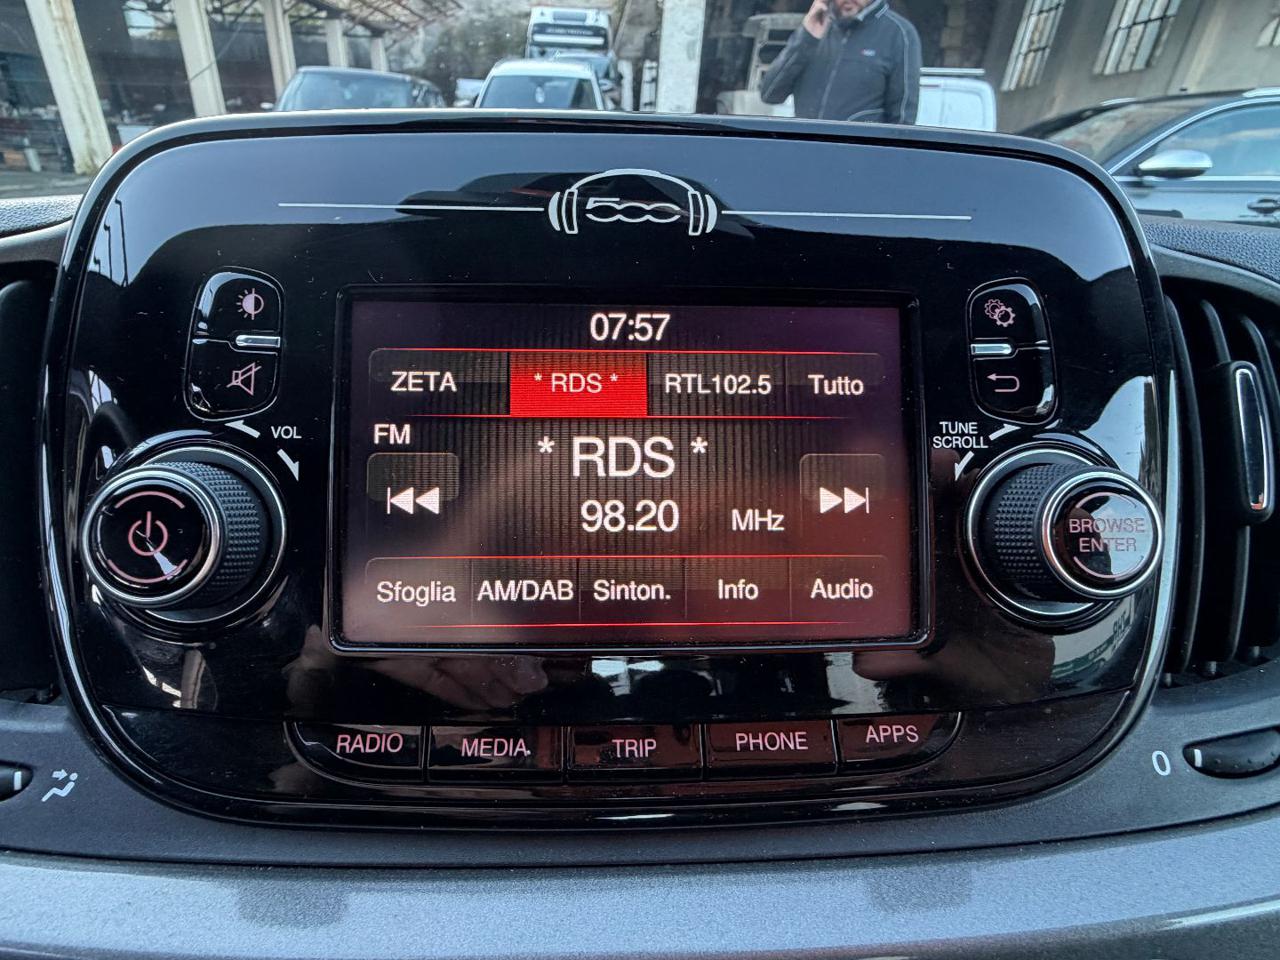 500
07:57
ZETA * RDS * RTL102.5 Tutto
VOL
TUNE
SCROLL
FM
* RDS *
98.20 MHz
BROWSE
ENTER
Sfoglia AM/DAB Sinton. Info Audio
RADIO MEDIA TRIP PHONE APPS
0